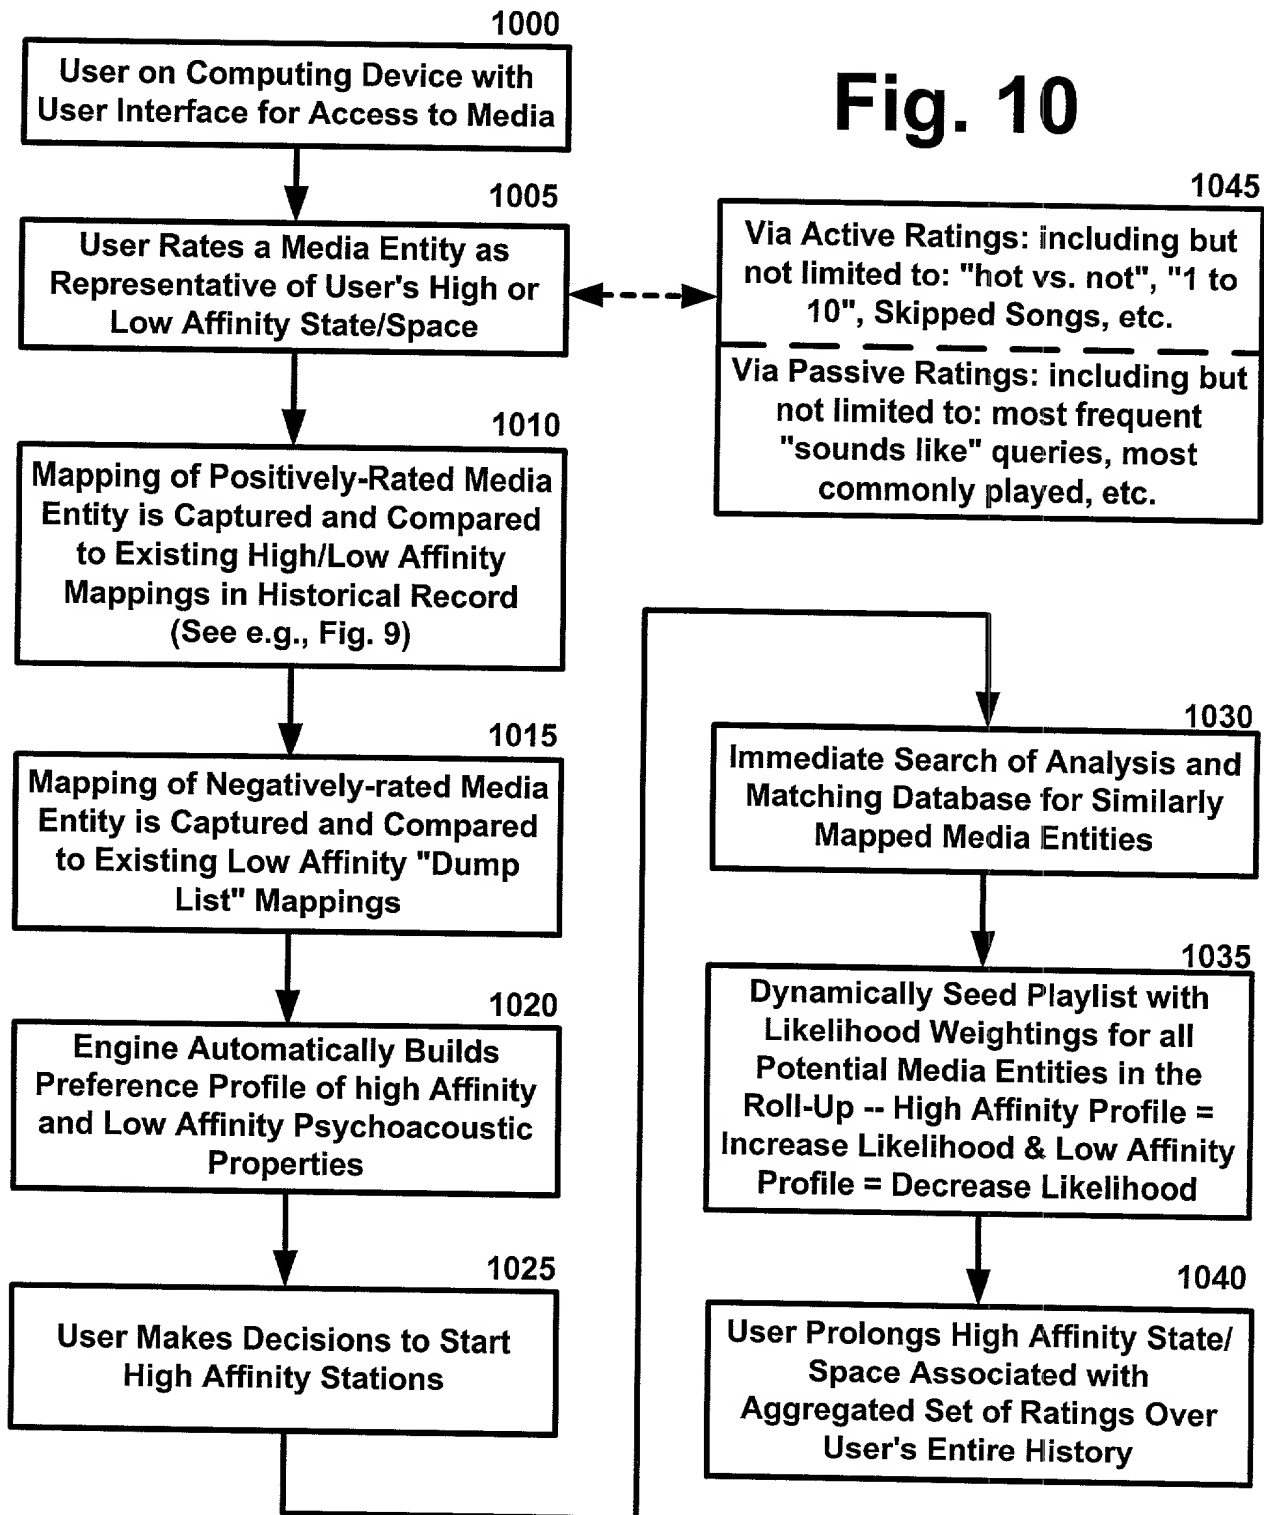 1000
User on Computing Device with
User Interface for Access to Media
Fig. 10
1005
User Rates a Media Entity as
Representative of User's High or
Low Affinity State/Space
1045
Via Active Ratings: including but
not limited to: "hot vs. not", "1 to
10", Skipped Songs, etc.
Via Passive Ratings: including but
not limited to: most frequent
"sounds like" queries, most
commonly played, etc.
1010
Mapping of Positively-Rated Media
Entity is Captured and Compared
to Existing High/Low Affinity
Mappings in Historical Record
(See e.g., Fig. 9)
1015
Mapping of Negatively-rated Media
Entity is Captured and Compared
to Existing Low Affinity "Dump
List" Mappings
1020
Engine Automatically Builds
Preference Profile of high Affinity
and Low Affinity Psychoacoustic
Properties
1025
User Makes Decisions to Start
High Affinity Stations
1030
Immediate Search of Analysis and
Matching Database for Similarly
Mapped Media Entities
1035
Dynamically Seed Playlist with
Likelihood Weightings for all
Potential Media Entities in the
Roll-Up -- High Affinity Profile =
Increase Likelihood & Low Affinity
Profile = Decrease Likelihood
1040
User Prolongs High Affinity State/
Space Associated with
Aggregated Set of Ratings Over
User's Entire History